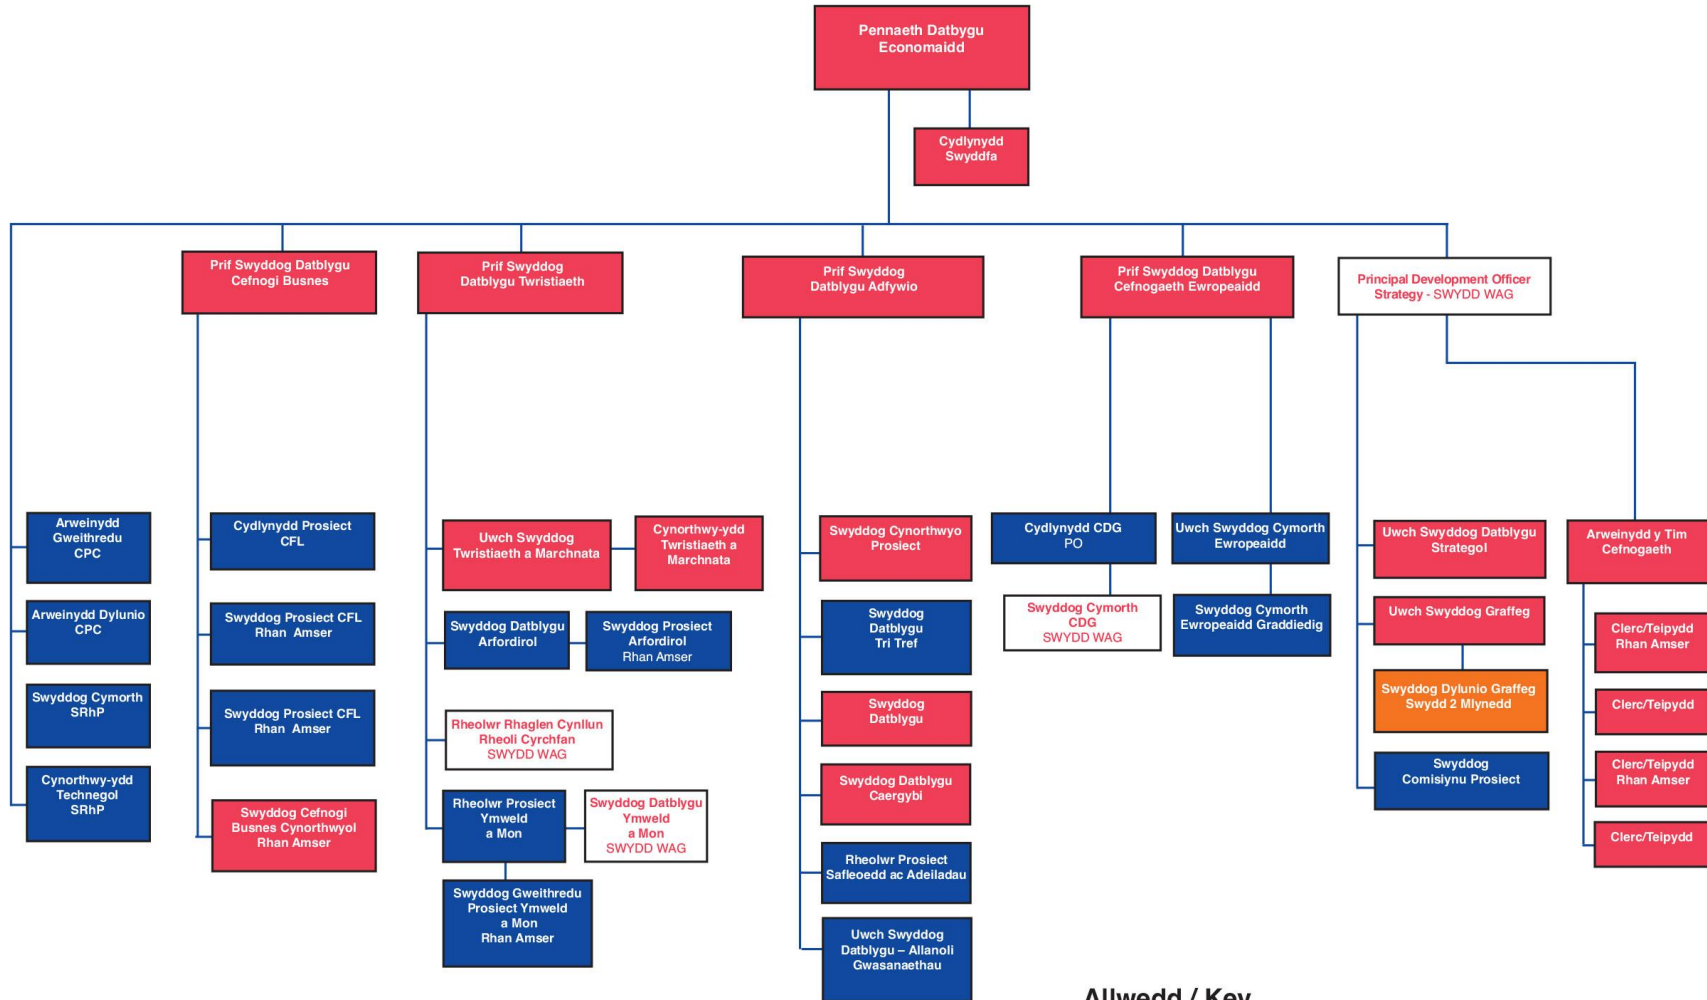 Pennaeth Datbygu
Economaidd
Cydlynydd
Swyddfa
Prif Swyddog Datblygu
Cefnogi Busnes
Prif Swyddog
Datblygu Twristiaeth
Prif Swyddog
Datblygu Adfywio
Prif Swyddog Datblygu
Cefnogaeth Ewropeaidd
Principal Development Officer
Strategy - SWYDD WAG
Arweinydd
Gweithredu
CPC
Arweinydd Dylunio
CPC
Swyddog Cymorth
SRhP
Cynorthwy-ydd
Technegol
SRhP
Cydlynydd Prosiect
CFL
Swyddog Prosiect CFL
Rhan Amser
Swyddog Prosiect CFL
Rhan Amser
Swyddog Cefnogi
Busnes Cynorthwyol
Rhan Amser
Uwch Swyddog
Twristiaeth a Marchnata
Cynorthwy-ydd
Twristiaeth a
Marchnata
Swyddog Datblygu
Arfordirol
Swyddog Prosiect
Arfordirol
Rhan Amser
Rheolwr Rhaglen Cynllun
Rheoli Cyrchfan
SWYDD WAG
Rheolwr Prosiect
Ymweld
a Mon
Swyddog Datblygu
Ymweld
a Mon
SWYDD WAG
Swyddog Gweithredu
Prosiect Ymweld
a Mon
Rhan Amser
Swyddog Cynorthwyo
Prosiect
Swyddog
Datblygu
Tri Tref
Swyddog
Datblygu
Swyddog Datblygu
Caergybi
Rheolwr Prosiect
Safleoedd ac Adeiladau
Uwch Swyddog
Datblygu – Allanoli
Gwasanaethau
Cydlynydd CDG
PO
Swyddog Cymorth
CDG
SWYDD WAG
Uwch Swyddog Cymorth
Ewropeaidd
Swyddog Cymorth
Ewropeaidd Graddiedig
Uwch Swyddog Datblygu
Strategol
Uwch Swyddog Graffeg
Swyddog Dylunio Graffeg
Swydd 2 Mlynedd
Swyddog
Comisiynu Prosiect
Arweinydd y Tim
Cefnogaeth
Clerc/Teipydd
Rhan Amser
Clerc/Teipydd
Clerc/Teipydd
Rhan Amser
Clerc/Teipydd
Allwedd / Key